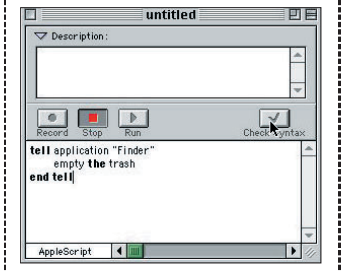 untitled
Description:
Record Stop Run Check Syntax
tell application "Finder"
empty the trash
end tell
AppleScript